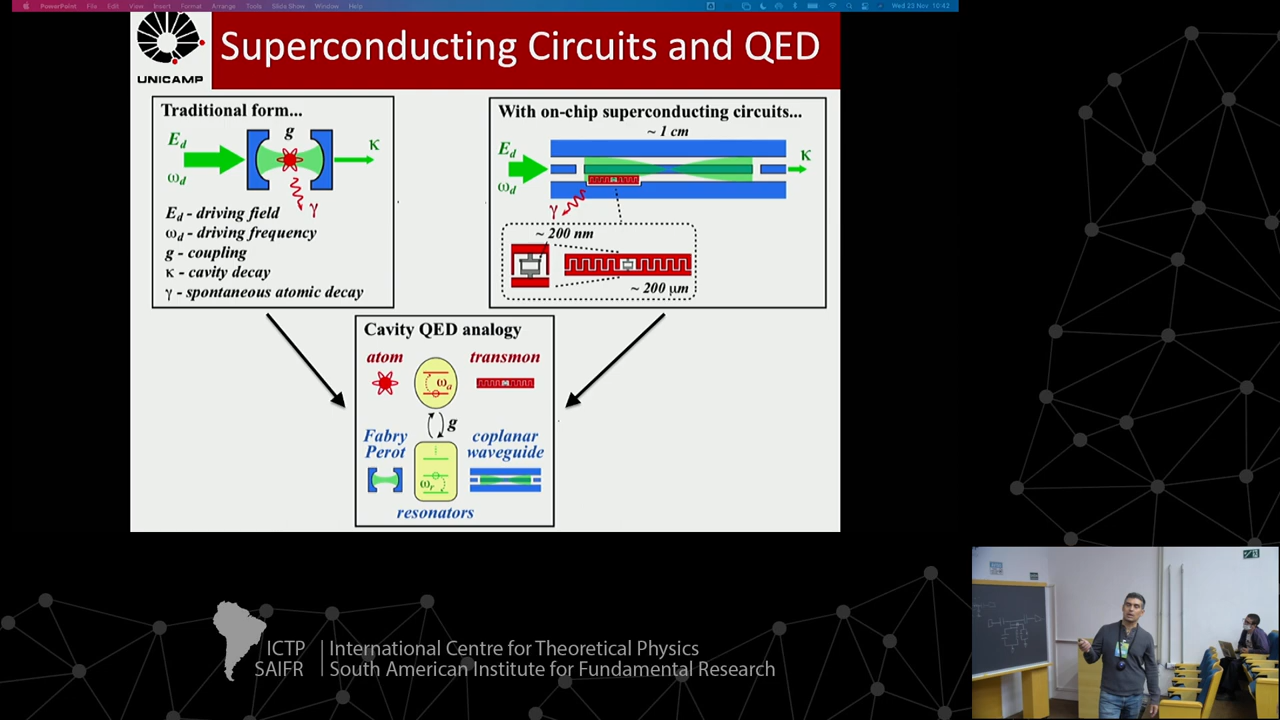 PowerPoint File Edit View Insert Format Arrange Tools Slide Show Window Help Wed 23 Nov 10:42
UNICAMP
Superconducting Circuits and QED
Traditional form...
g
E_d
κ
ω_d
γ
E_d - driving field
ω_d - driving frequency
g - coupling
κ - cavity decay
γ - spontaneous atomic decay
With on-chip superconducting circuits...
~ 1 cm
E_d
κ
ω_d
γ
~ 200 nm
~ 200 μm
Cavity QED analogy
atom
transmon
ω_a
g
Fabry
Perot
coplanar
waveguide
ω_r
resonators
ICTP
SAIFR
International Centre for Theoretical Physics
South American Institute for Fundamental Research